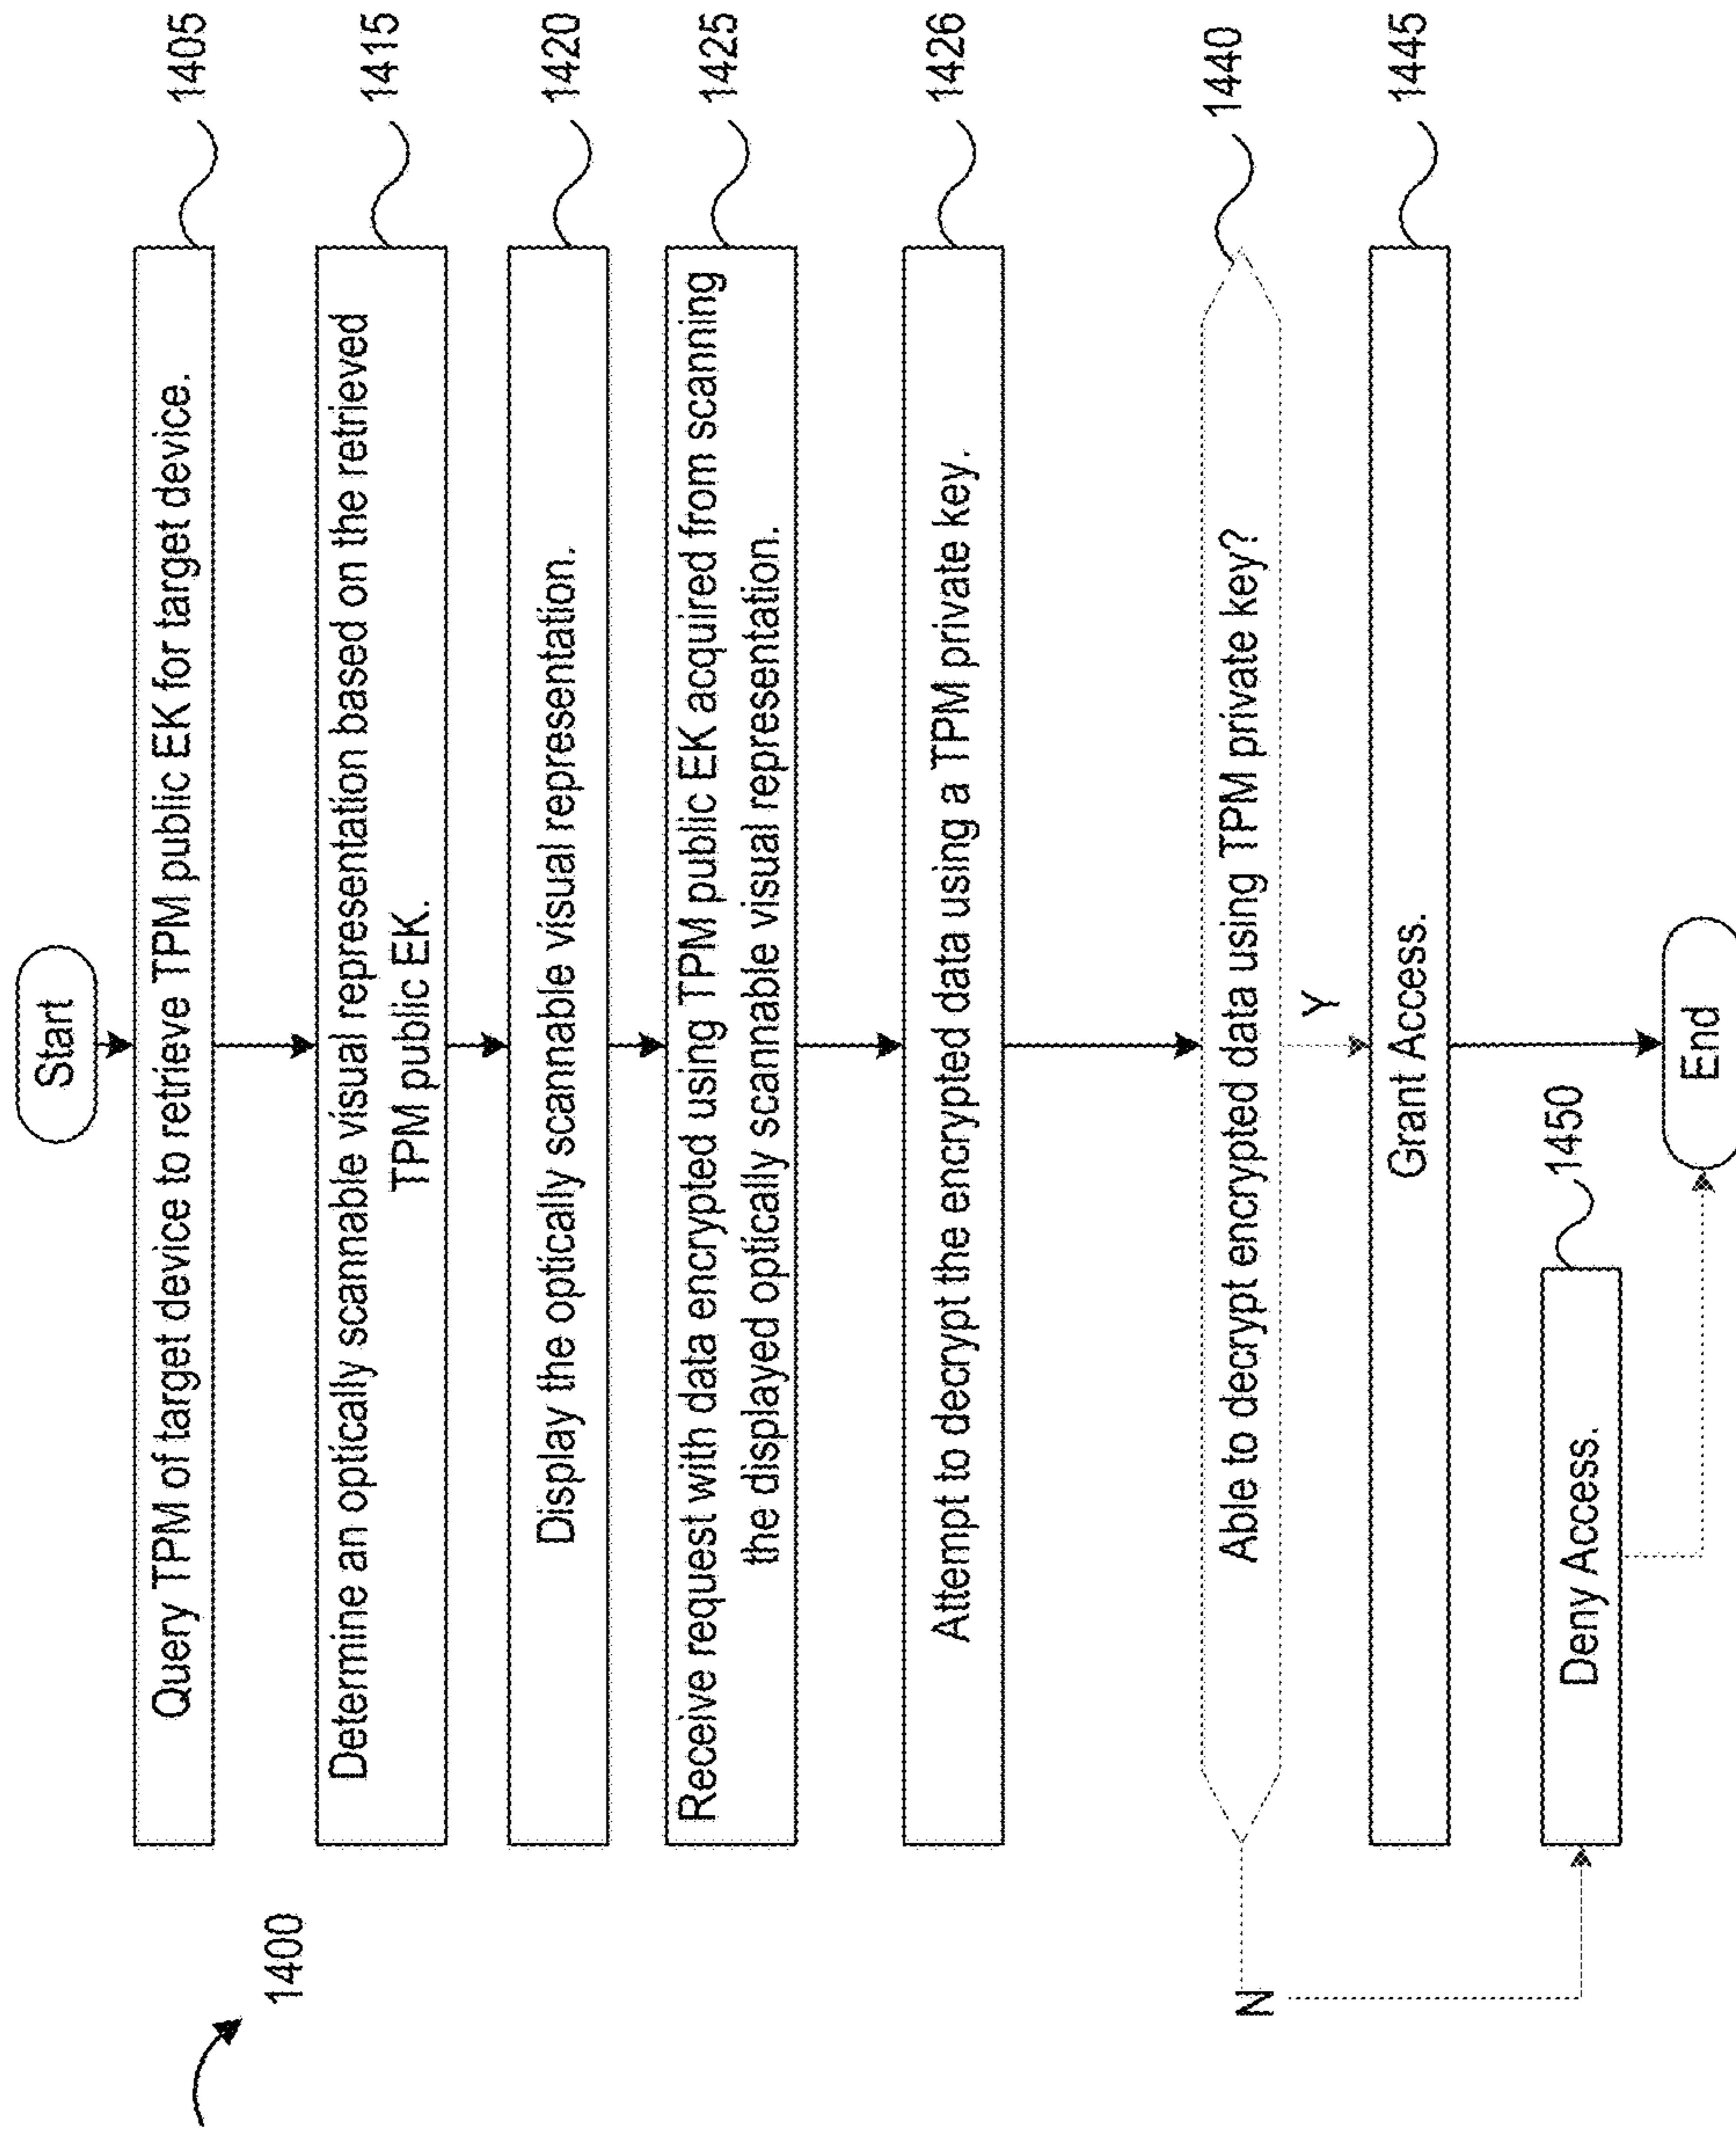 1400
Start
Query TPM of target device to retrieve TPM public EK for target device.
1405
Determine an optically scannable visual representation based on the retrieved
TPM public EK.
1415
Display the optically scannable visual representation.
1420
Receive request with data encrypted using TPM public EK acquired from scanning
the displayed optically scannable visual representation.
1425
Attempt to decrypt the encrypted data using a TPM private key.
1426
Able to decrypt encrypted data using TPM private key?
1440
N
Y
Grant Access.
1445
Deny Access.
1450
End